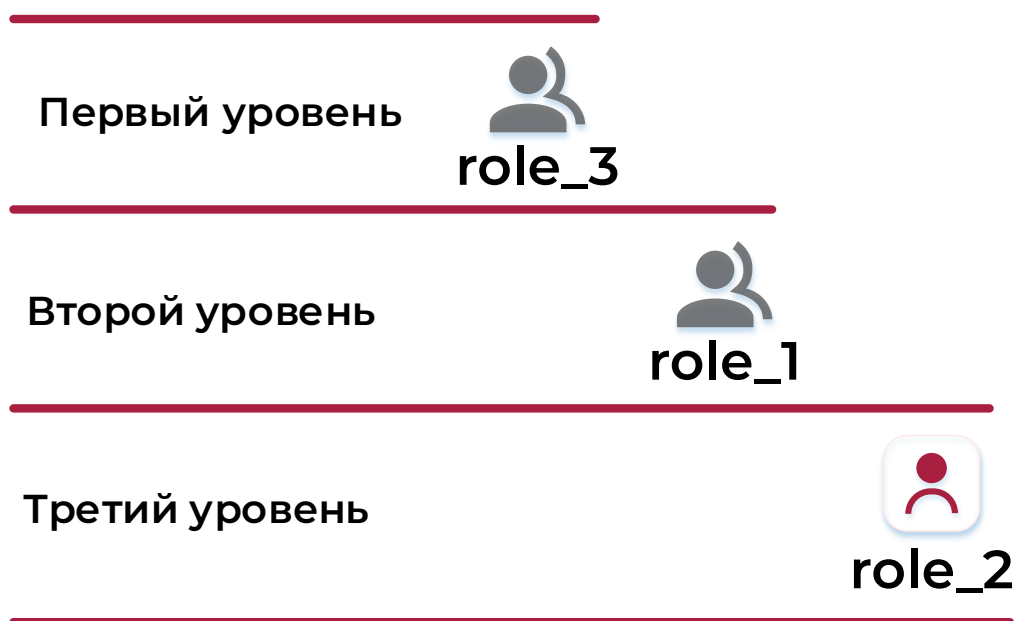 Первый уровень
role_3
Второй уровень
role_1
Третий уровень
role_2